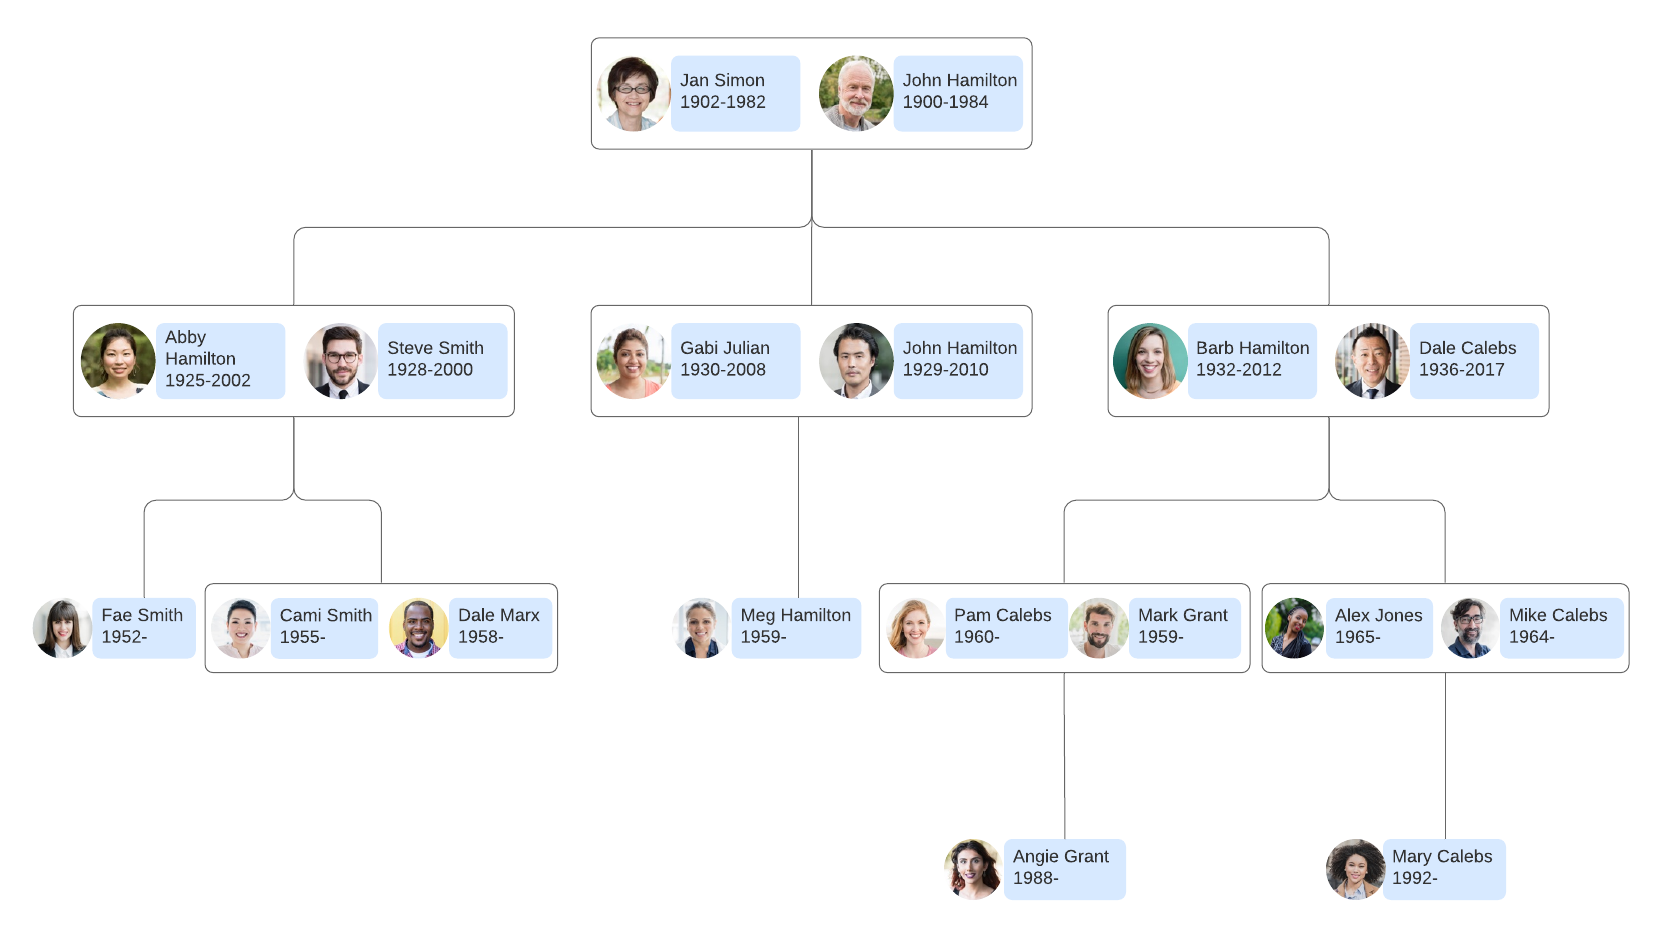 Jan Simon
1902-1982
John Hamilton
1900-1984
Abby
Hamilton
1925-2002
Steve Smith
1928-2000
Gabi Julian
1930-2008
John Hamilton
1929-2010
Barb Hamilton
1932-2012
Dale Calebs
1936-2017
Fae Smith
1952-
Cami Smith
1955-
Dale Marx
1958-
Meg Hamilton
1959-
Pam Calebs
1960-
Mark Grant
1959-
Alex Jones
1965-
Mike Calebs
1964-
Angie Grant
1988-
Mary Calebs
1992-